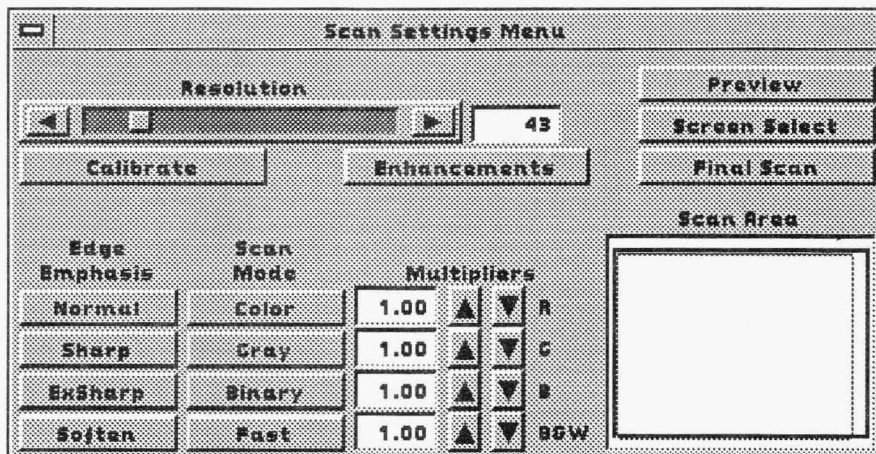 Scan Settings Menu
Resolution
43
Preview
Screen Select
Final Scan
Calibrate
Enhancements
Scan Area
Edge
Emphasis
Scan
Mode
Multipliers
Normal
Color
1.00
R
Sharp
Gray
1.00
G
ExSharp
Binary
1.00
B
Soften
Fast
1.00
B&W